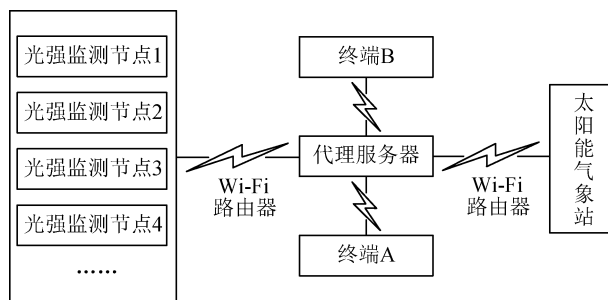 光强监测节点1
光强监测节点2
光强监测节点3
光强监测节点4
……
Wi-Fi
路由器
终端B
代理服务器
终端A
Wi-Fi
路由器
太阳能气象站